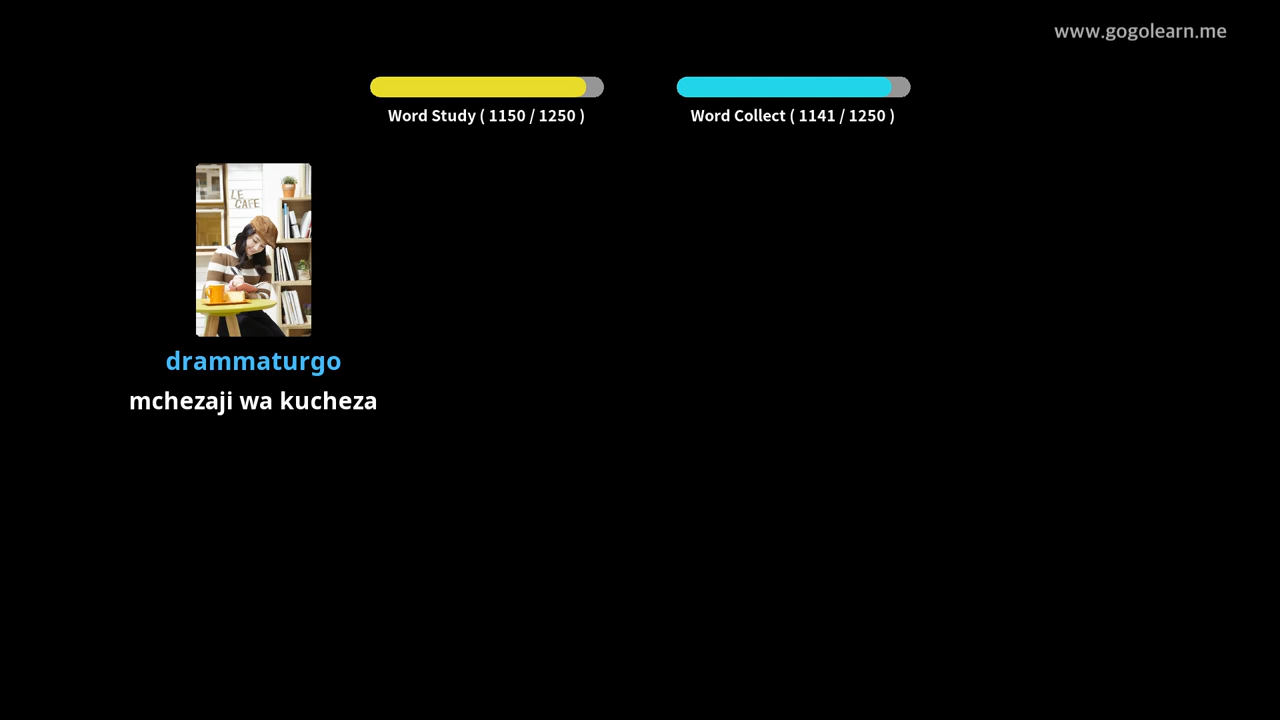 www.gogolearn.me
Word Study ( 1150 / 1250 )
Word Collect ( 1141 / 1250 )
LE
CAFE
drammaturgo
mchezaji wa kucheza